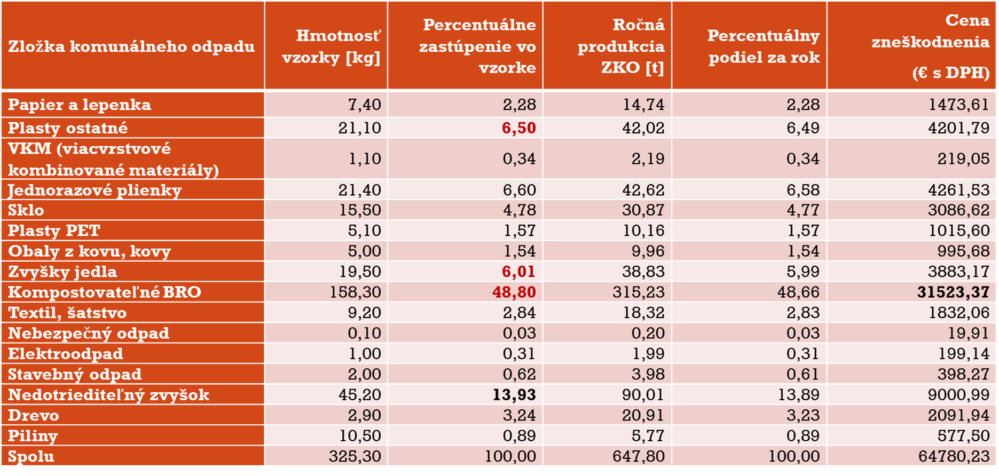 Zložka komunálneho odpadu Hmotnosť vzorky [kg] Percentuálne zastúpenie vo vzorke Ročná produkcia ZKO [t] Percentuálny podiel za rok Cena zneškodnenia (€ s DPH)
Papier a lepenka 7,40 2,28 14,74 2,28 1473,61
Plasty ostatné 21,10 6,50 42,02 6,49 4201,79
VKM (viacvrstvové kombinované materiály) 1,10 0,34 2,19 0,34 219,05
Jednorazové plienky 21,40 6,60 42,62 6,58 4261,53
Sklo 15,50 4,78 30,87 4,77 3086,62
Plasty PET 5,10 1,57 10,16 1,57 1015,60
Obaly z kovu, kovy 5,00 1,54 9,96 1,54 995,68
Zvyšky jedla 19,50 6,01 38,83 5,99 3883,17
Kompostovateľné BRO 158,30 48,80 315,23 48,66 31523,37
Textil, šatstvo 9,20 2,84 18,32 2,83 1832,06
Nebezpečný odpad 0,10 0,03 0,20 0,03 19,91
Elektroodpad 1,00 0,31 1,99 0,31 199,14
Stavebný odpad 2,00 0,62 3,98 0,61 398,27
Nedotriediteľný zvyšok 45,20 13,93 90,01 13,89 9000,99
Drevo 2,90 3,24 20,91 3,23 2091,94
Piliny 10,50 0,89 5,77 0,89 577,50
Spolu 325,30 100,00 647,80 100,00 64780,23